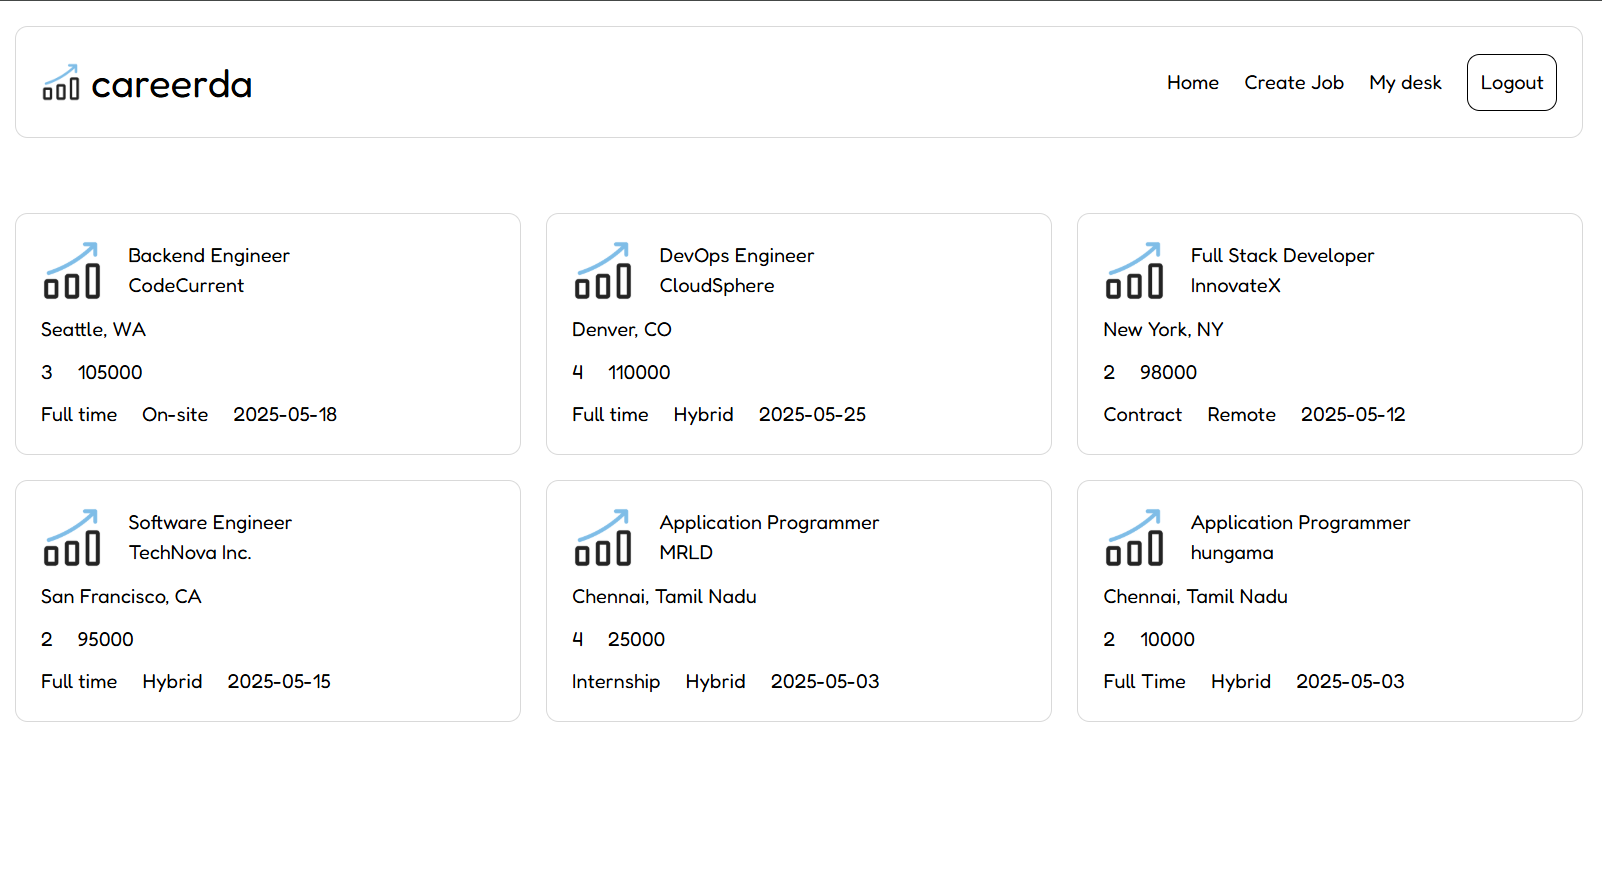 careerda
Home Create Job My desk Logout
Backend Engineer
CodeCurrent
Seattle, WA
3 105000
Full time On-site 2025-05-18
DevOps Engineer
CloudSphere
Denver, CO
4 110000
Full time Hybrid 2025-05-25
Full Stack Developer
InnovateX
New York, NY
2 98000
Contract Remote 2025-05-12
Software Engineer
TechNova Inc.
San Francisco, CA
2 95000
Full time Hybrid 2025-05-15
Application Programmer
MRLD
Chennai, Tamil Nadu
4 25000
Internship Hybrid 2025-05-03
Application Programmer
hungama
Chennai, Tamil Nadu
2 10000
Full Time Hybrid 2025-05-03